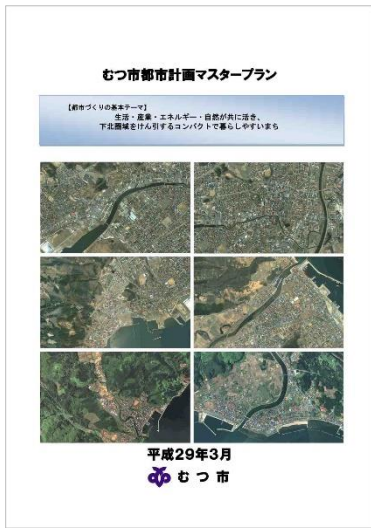 むつ市都市計画マスタープラン
【都市づくりの基本テーマ】
生活・産業・エネルギー・自然が共に活き、
下北圏域をけん引するコンパクトで暮らしやすいまち
平成29年3月
むつ市